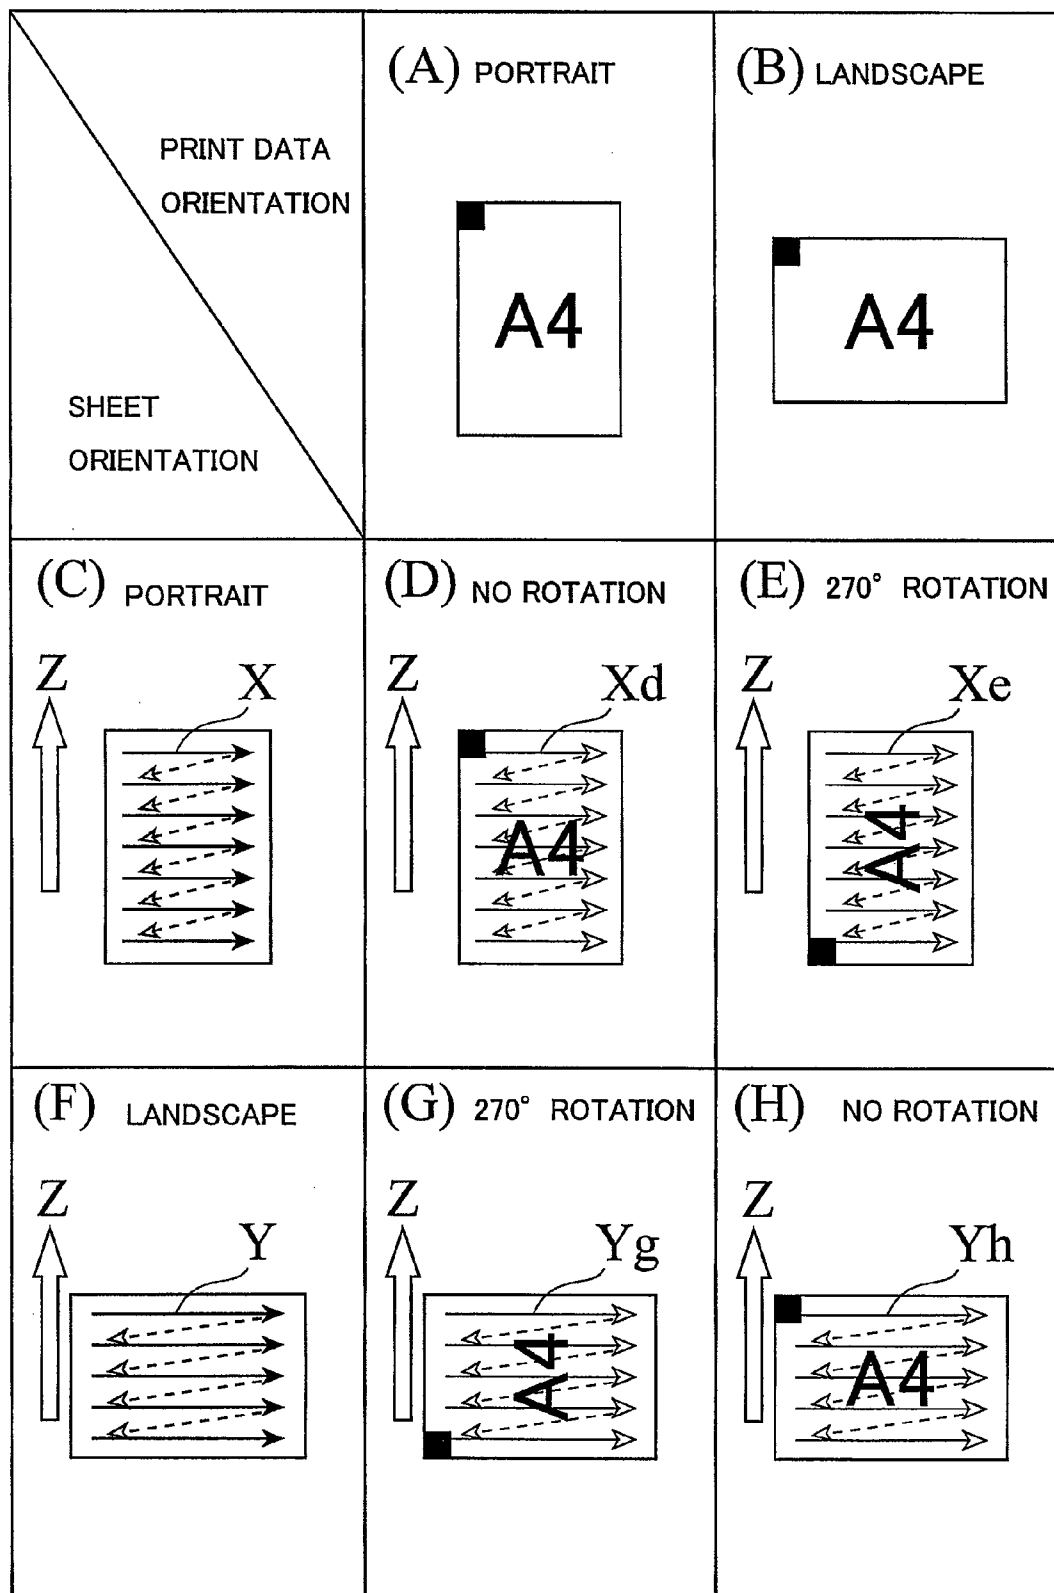 (A) PORTRAIT
(B) LANDSCAPE
PRINT DATA
ORIENTATION
A4
A4
SHEET
ORIENTATION
(C) PORTRAIT
(D) NO ROTATION
(E) 270° ROTATION
Z
X
Z
Xd
Z
Xe
A4
A4
(F) LANDSCAPE
(G) 270° ROTATION
(H) NO ROTATION
Z
Y
Z
Yg
Z
Yh
A4
A4